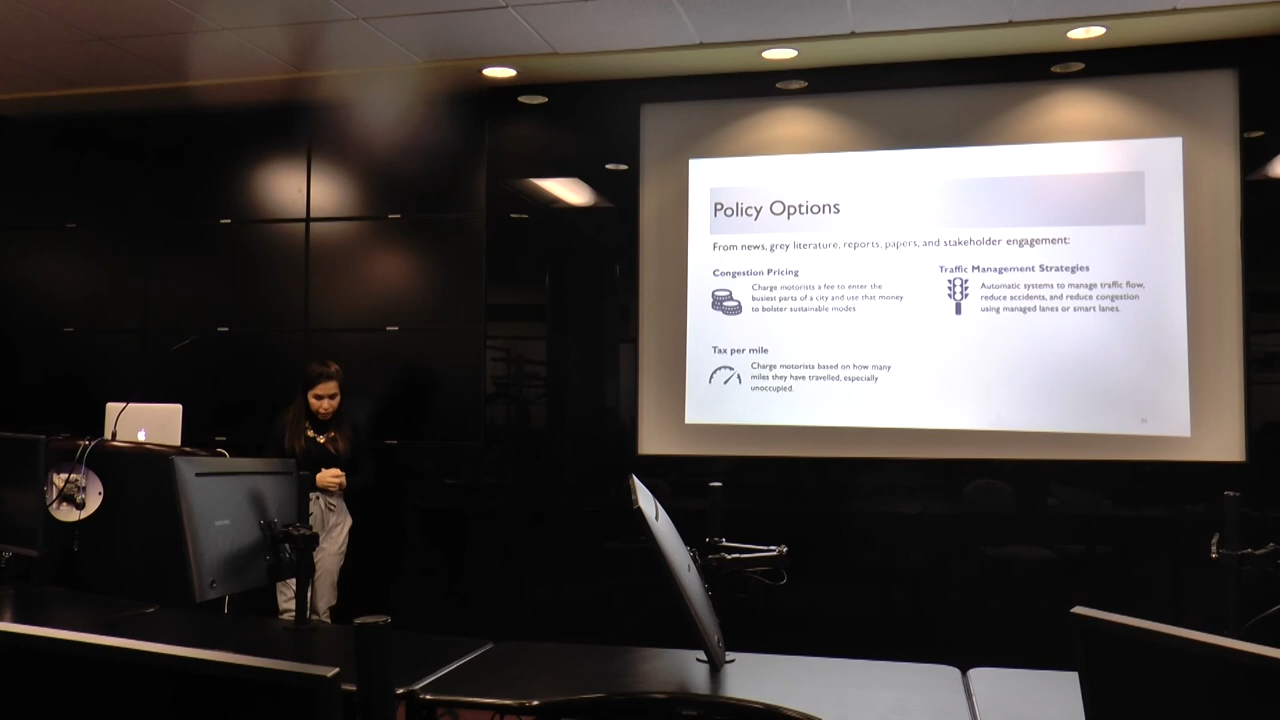 Policy Options
From news, grey literature, reports, papers, and stakeholder engagement:
Congestion Pricing
Charge motorists a fee to enter the
busiest parts of a city and use that money
to bolster sustainable modes
Traffic Management Strategies
Automatic systems to manage traffic flow,
reduce accidents, and reduce congestion
using managed lanes or smart lanes.
Tax per mile
Charge motorists based on how many
miles they have travelled, especially
unoccupied.
SAMSUNG